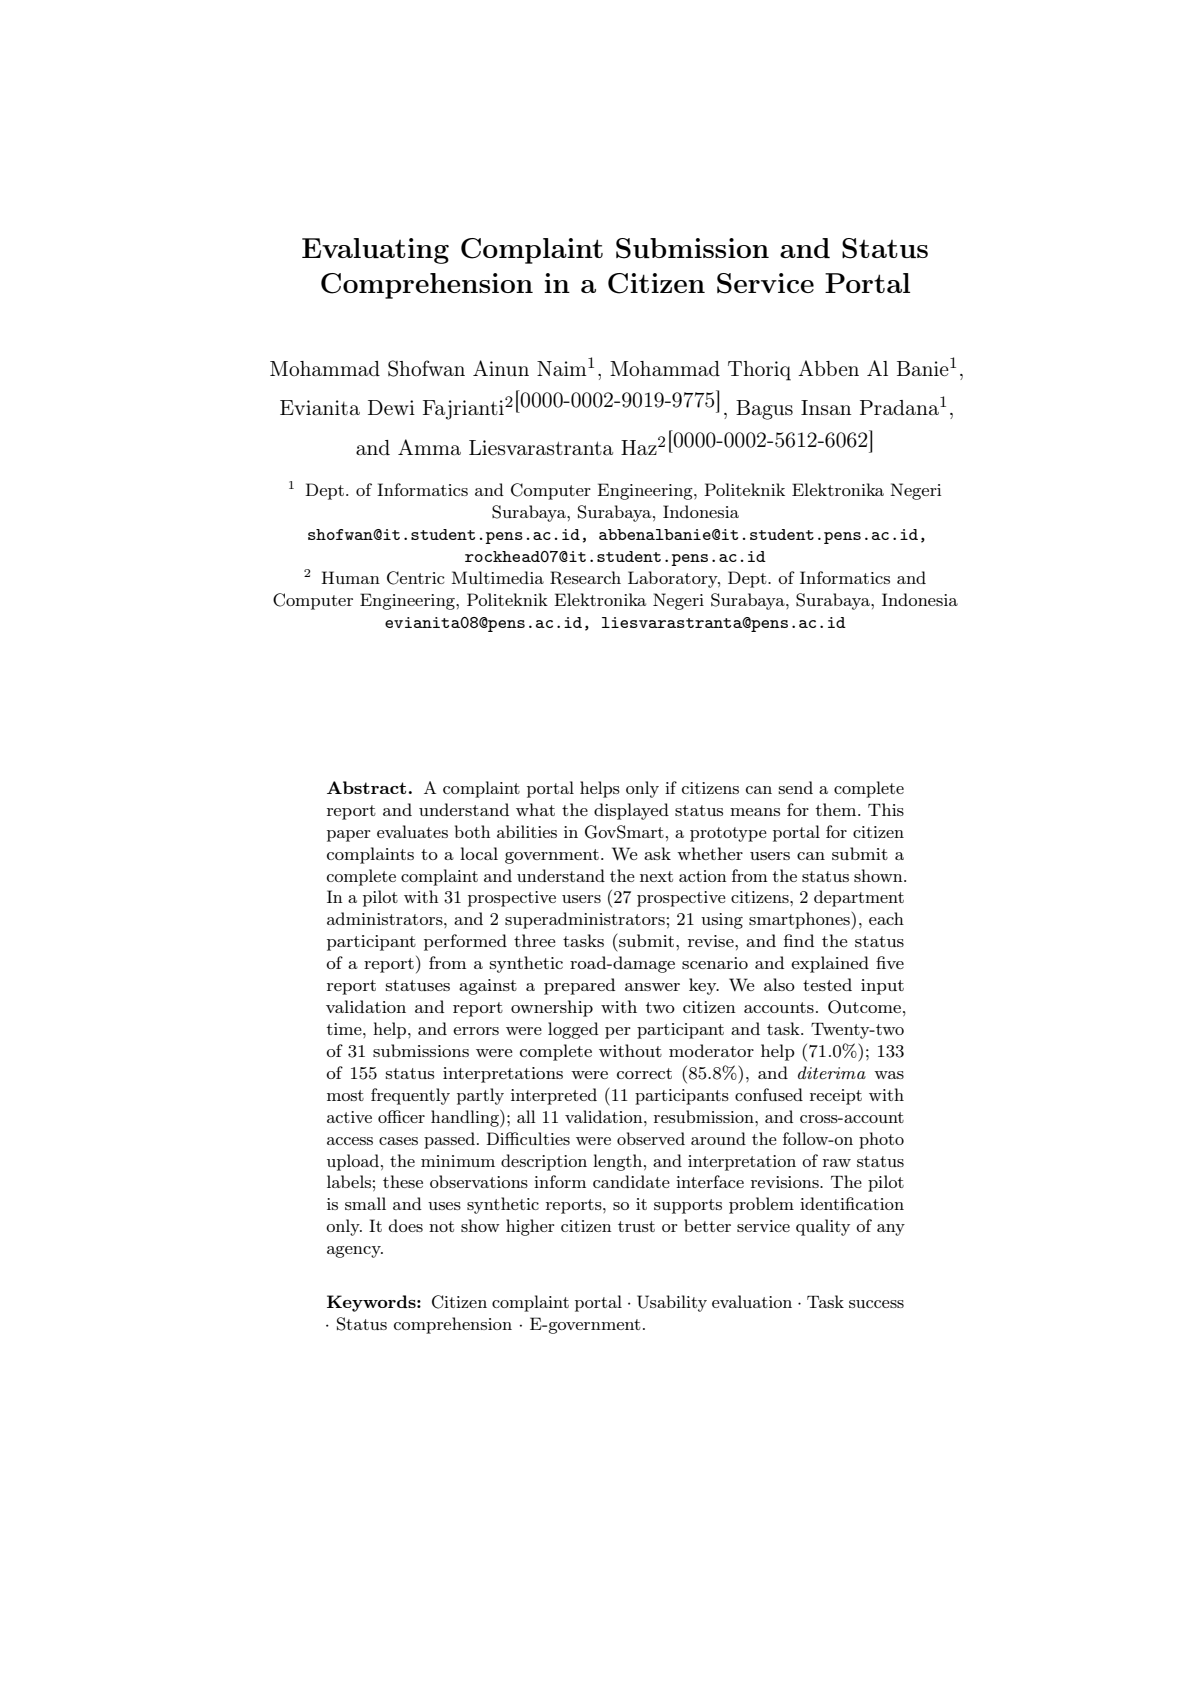 Evaluating Complaint Submission and Status
Comprehension in a Citizen Service Portal
Mohammad Shofwan Ainun Naim1, Mohammad Thoriq Abben Al Banie1,
Evianita Dewi Fajrianti2[0000-0002-9019-9775], Bagus Insan Pradana1,
and Amma Liesvarastranta Haz2[0000-0002-5612-6062]
1 Dept. of Informatics and Computer Engineering, Politeknik Elektronika Negeri
Surabaya, Surabaya, Indonesia
shofwan@it.student.pens.ac.id, abbenalbanie@it.student.pens.ac.id,
rockhead07@it.student.pens.ac.id
2 Human Centric Multimedia Research Laboratory, Dept. of Informatics and
Computer Engineering, Politeknik Elektronika Negeri Surabaya, Surabaya, Indonesia
evianita08@pens.ac.id, liesvarastranta@pens.ac.id
Abstract. A complaint portal helps only if citizens can send a complete
report and understand what the displayed status means for them. This
paper evaluates both abilities in GovSmart, a prototype portal for citizen
complaints to a local government. We ask whether users can submit a
complete complaint and understand the next action from the status shown.
In a pilot with 31 prospective users (27 prospective citizens, 2 department
administrators, and 2 superadministrators; 21 using smartphones), each
participant performed three tasks (submit, revise, and find the status
of a report) from a synthetic road-damage scenario and explained five
report statuses against a prepared answer key. We also tested input
validation and report ownership with two citizen accounts. Outcome,
time, help, and errors were logged per participant and task. Twenty-two
of 31 submissions were complete without moderator help (71.0%); 133
of 155 status interpretations were correct (85.8%), and diterima was
most frequently partly interpreted (11 participants confused receipt with
active officer handling); all 11 validation, resubmission, and cross-account
access cases passed. Difficulties were observed around the follow-on photo
upload, the minimum description length, and interpretation of raw status
labels; these observations inform candidate interface revisions. The pilot
is small and uses synthetic reports, so it supports problem identification
only. It does not show higher citizen trust or better service quality of any
agency.
Keywords: Citizen complaint portal · Usability evaluation · Task success
· Status comprehension · E-government.